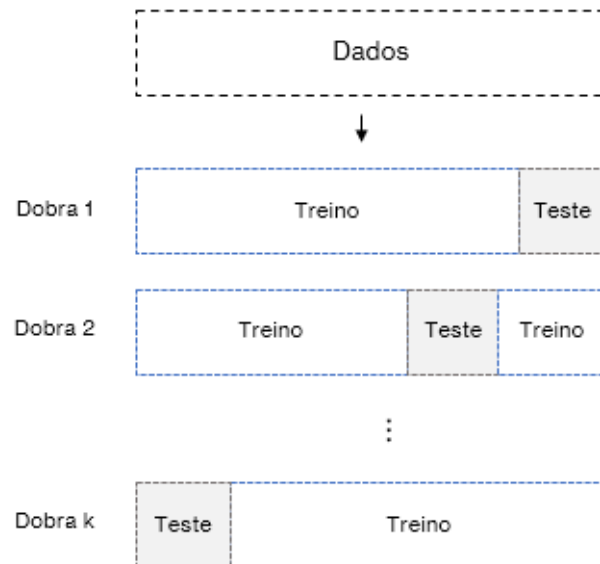 Dados
Dobra 1 Treino Teste
Dobra 2 Treino Teste Treino
Dobra k Teste Treino